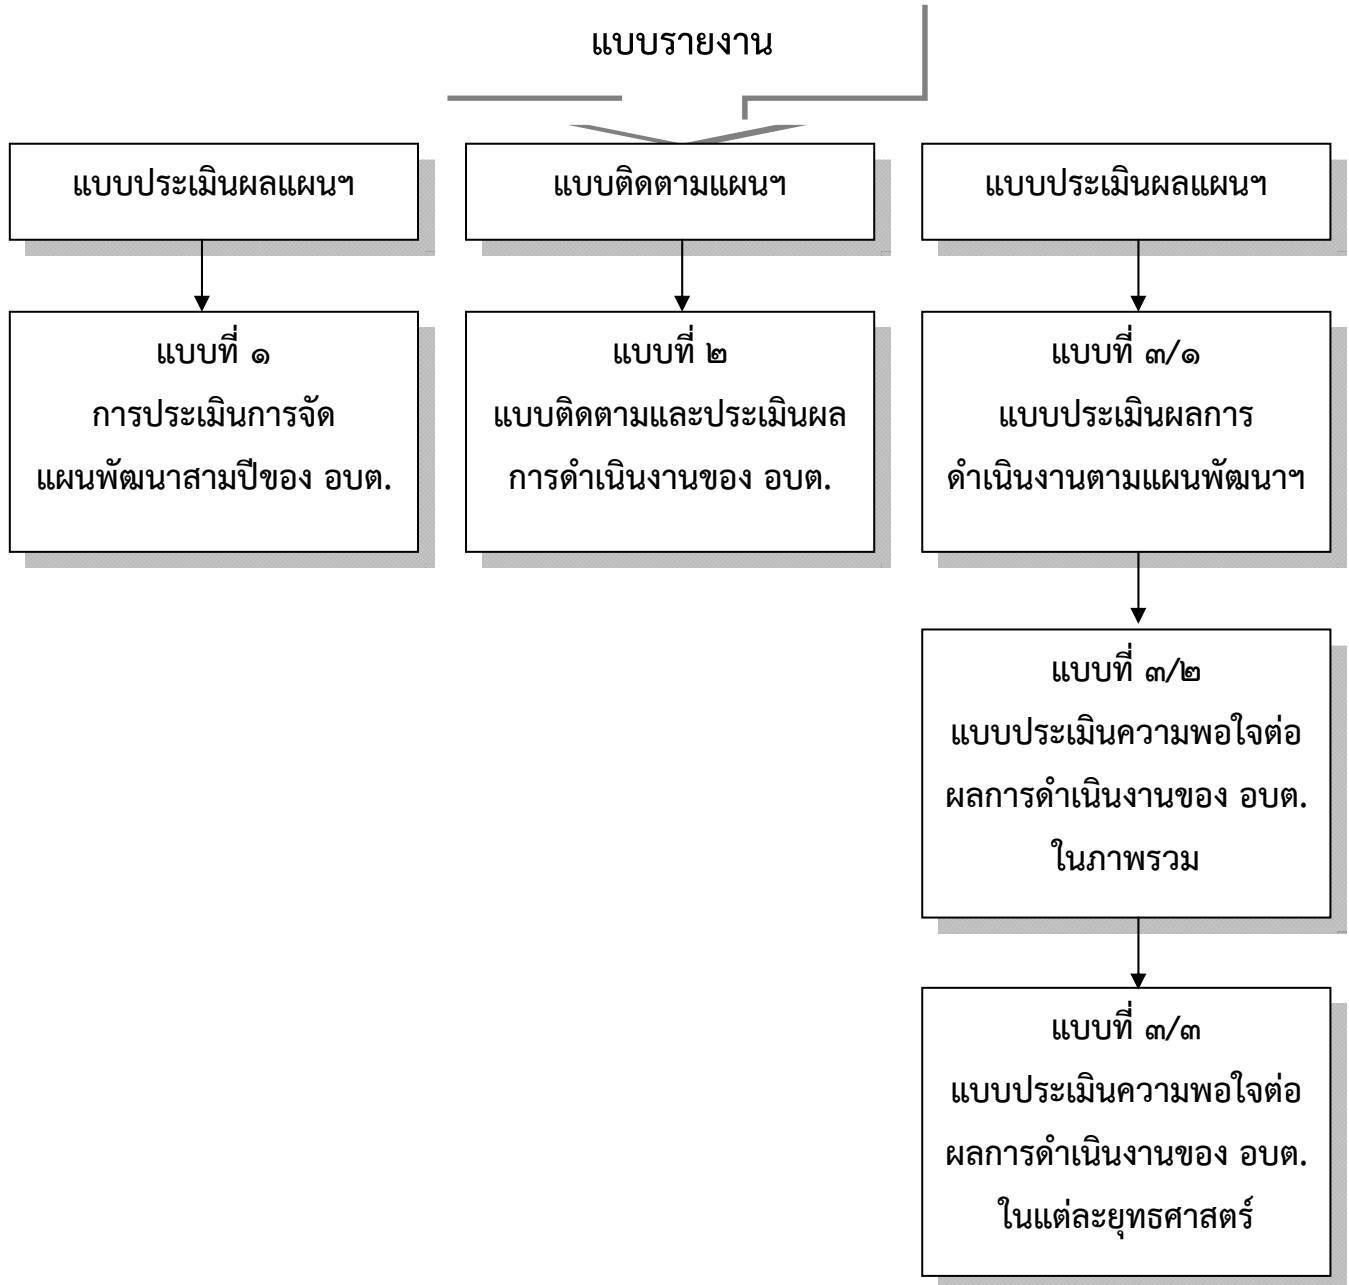 แบบรายงาน
แบบประเมินผลแผนฯ
แบบติดตามแผนฯ
แบบประเมินผลแผนฯ
แบบที่ ๑
การประเมินการจัด
แผนพัฒนาสามปีของ อบต.
แบบที่ ๒
แบบติดตามและประเมินผล
การดำเนินงานของ อบต.
แบบที่ ๓/๑
แบบประเมินผลการ
ดำเนินงานตามแผนพัฒนาฯ
แบบที่ ๓/๒
แบบประเมินความพอใจต่อ
ผลการดำเนินงานของ อบต.
ในภาพรวม
แบบที่ ๓/๓
แบบประเมินความพอใจต่อ
ผลการดำเนินงานของ อบต.
ในแต่ละยุทธศาสตร์